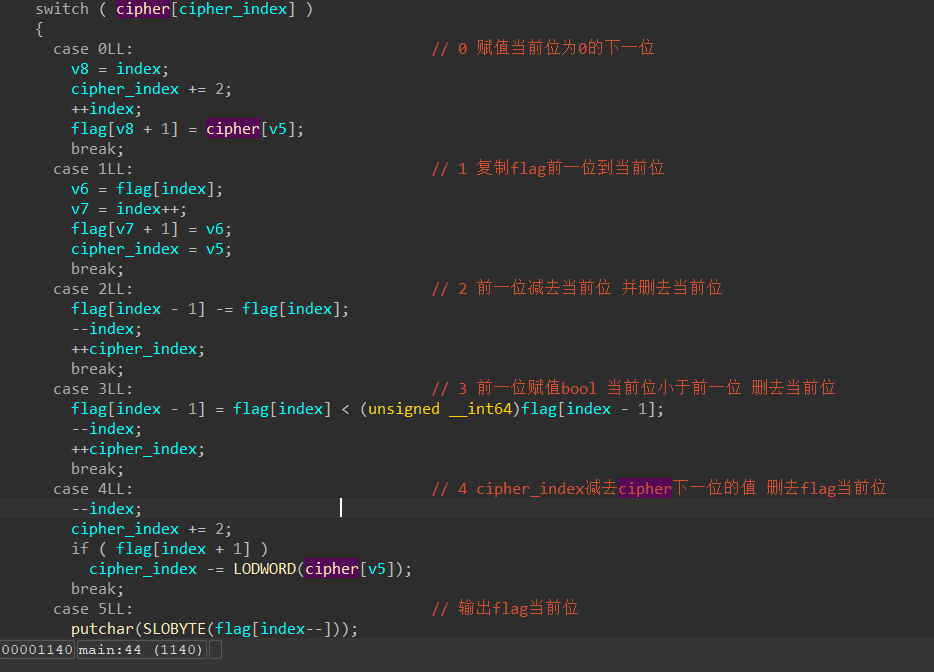 switch ( cipher[cipher_index] )
{
case 0LL: // 0 赋值当前位为0的下一位
v8 = index;
cipher_index += 2;
++index;
flag[v8 + 1] = cipher[v5];
break;
case 1LL: // 1 复制flag前一位到当前位
v6 = flag[index];
v7 = index++;
flag[v7 + 1] = v6;
cipher_index = v5;
break;
case 2LL: // 2 前一位减去当前位 并删去当前位
flag[index - 1] -= flag[index];
--index;
++cipher_index;
break;
case 3LL: // 3 前一位赋值bool 当前位小于前一位 删去当前位
flag[index - 1] = flag[index] < (unsigned __int64)flag[index - 1];
--index;
++cipher_index;
break;
case 4LL: // 4 cipher_index减去cipher下一位的值 删去flag当前位
--index;
cipher_index += 2;
if ( flag[index + 1] )
cipher_index -= LODWORD(cipher[v5]);
break;
case 5LL: // 输出flag当前位
putchar(SLOBYTE(flag[index--]));
00001140 main:44 (1140)